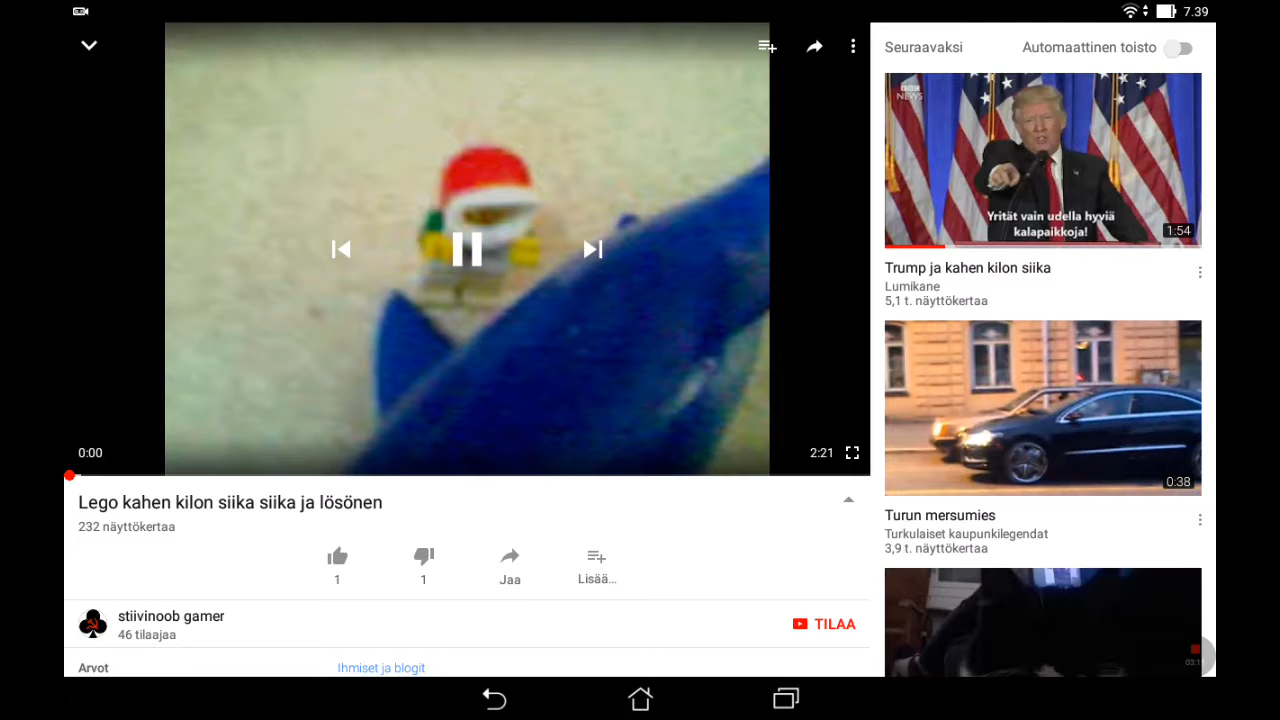 7.39
Seuraavaksi
Automaattinen toisto
BBC
NEWS
Yrität vain udella hyviä
kalapaikkoja!
1:54
Trump ja kahen kilon siika
Lumikane
5,1 t. näyttökertaa
0:38
Turun mersumies
Turkulaiset kaupunkilegendat
3,9 t. näyttökertaa
0:00
2:21
Lego kahen kilon siika siika ja lösönen
232 näyttökertaa
1
1
Jaa
Lisää...
stiivinoob gamer
46 tilaajaa
TILAA
Arvot
Ihmiset ja blogit